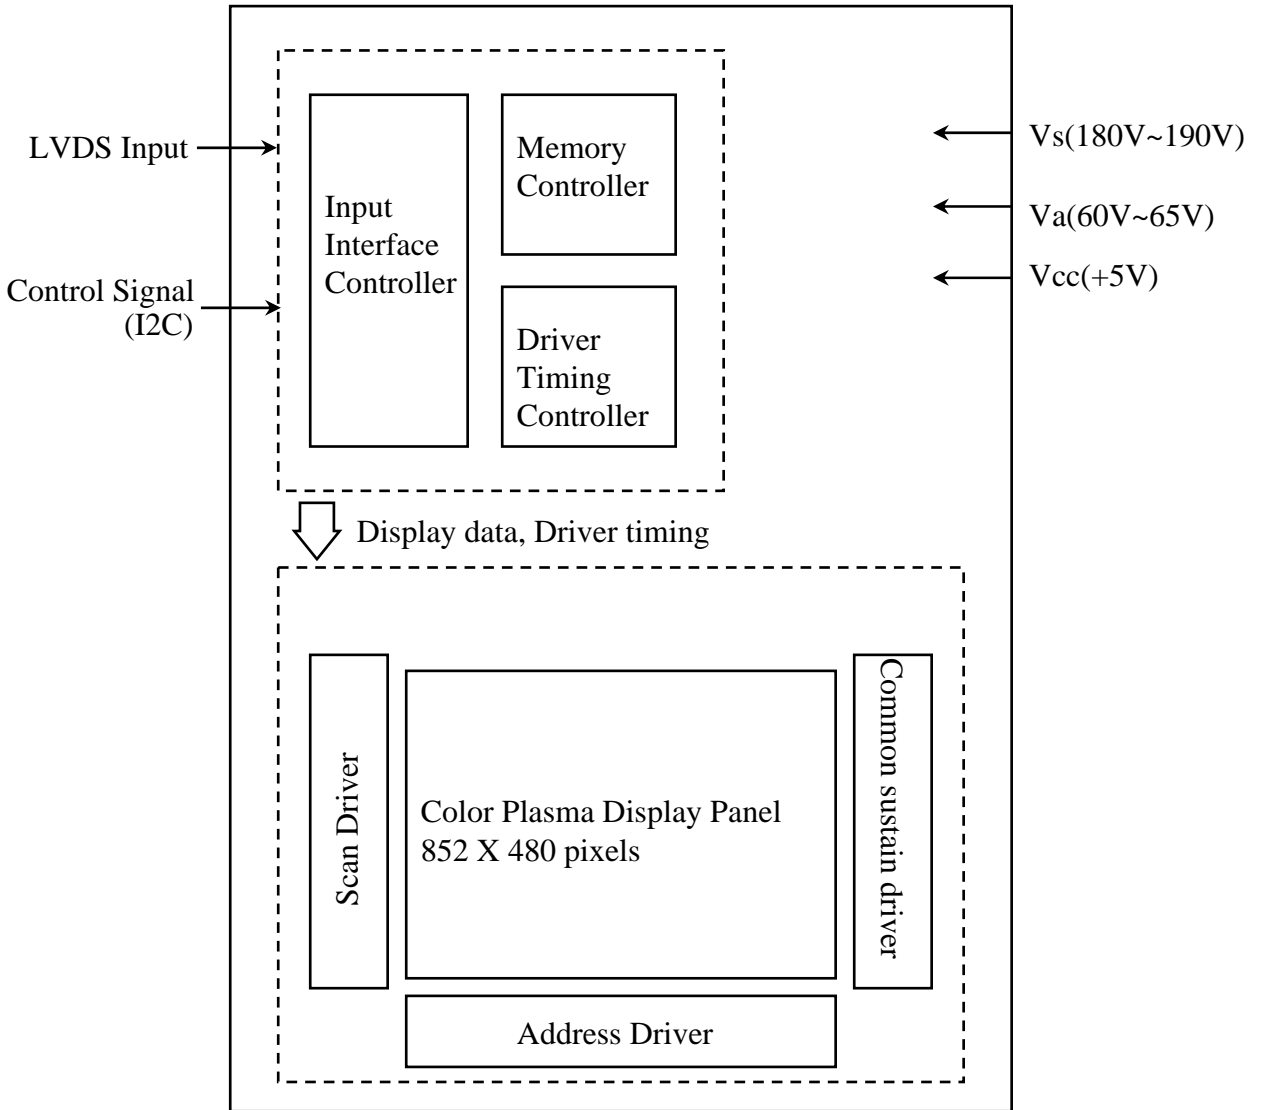 LVDS Input
Control Signal
(I2C)
Input
Interface
Controller
Memory
Controller
Driver
Timing
Controller
Vs(180V~190V)
Va(60V~65V)
Vcc(+5V)
Display data, Driver timing
Scan Driver
Color Plasma Display Panel
852 X 480 pixels
Common sustain driver
Address Driver